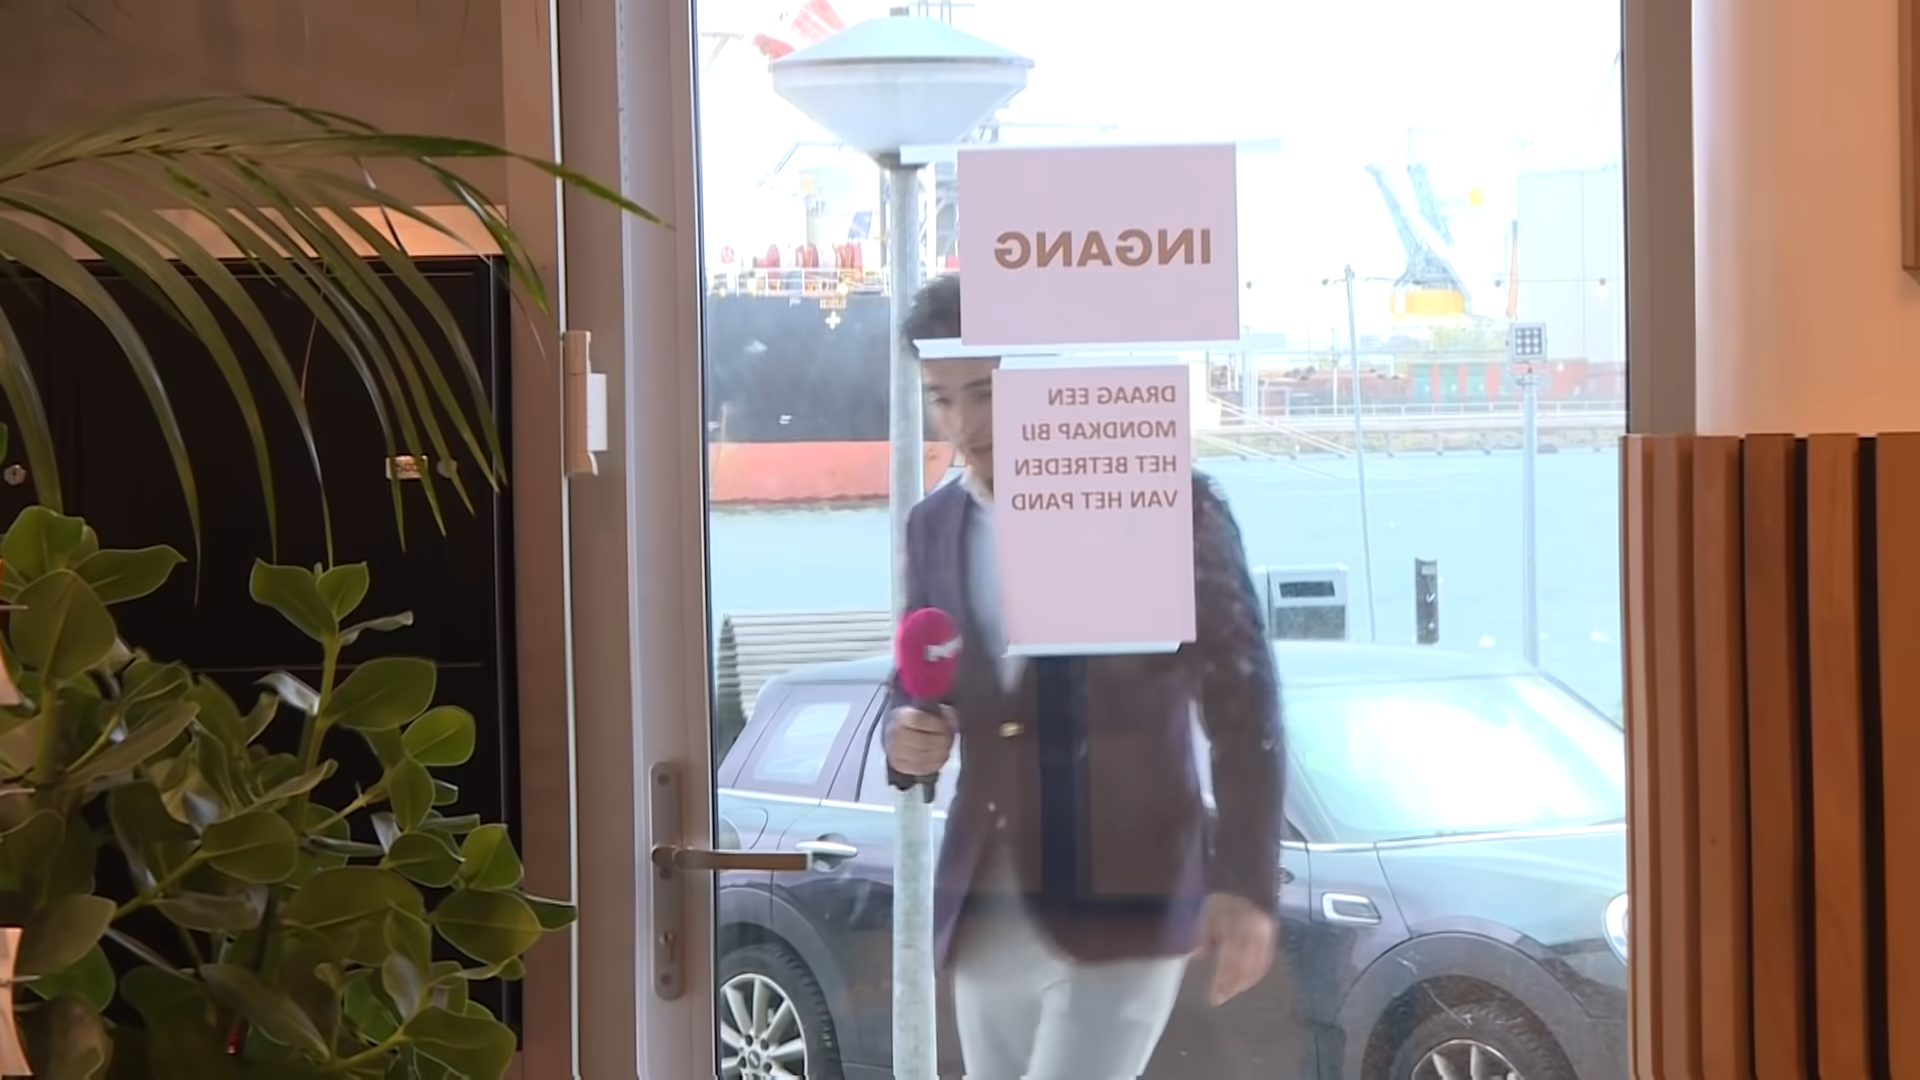 INGANG
DRAAG EEN
MONDKAP BIJ
HET BETREDEN
VAN HET PAND